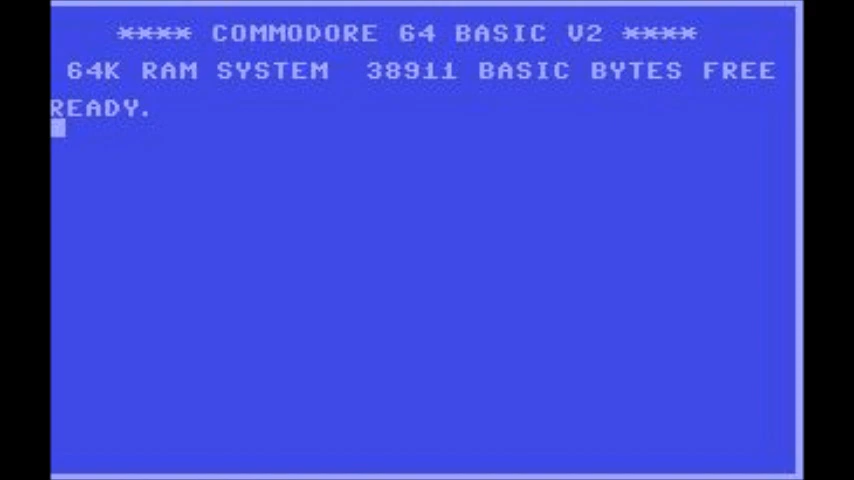 **** COMMODORE 64 BASIC V2 ****
64K RAM SYSTEM  38911 BASIC BYTES FREE
READY.